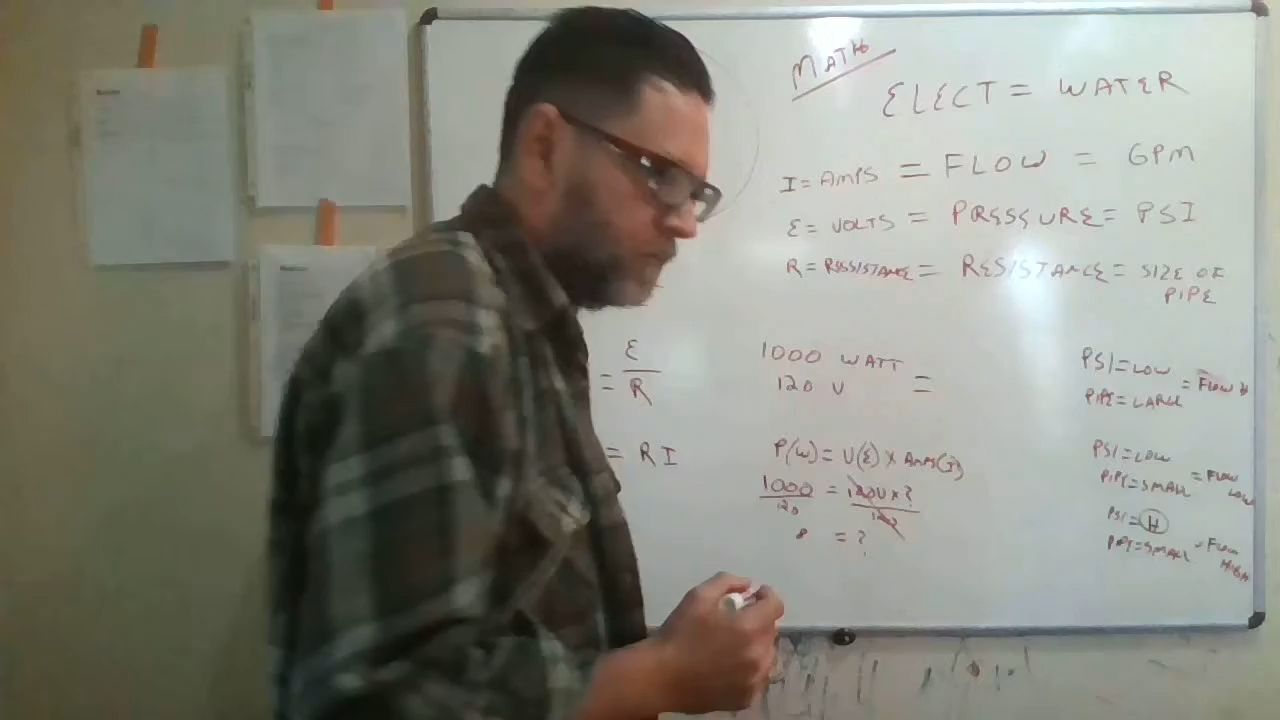 MATH
ELECT = WATER
I = AMPS = FLOW = GPM
E = VOLTS = PRESSURE = PSI
R = RESISTANCE = RESISTANCE = SIZE OF
PIPE
= E
R
= RI
1000 WATT
120 V =
P(W) = V(E) X AMPS(I)
1000 = 120V X ?
120 120
8 = ?
PSI = LOW
PIPE = LARGE = FLOW H
PSI = LOW
PIPE = SMALL = FLOW
LOW
PSI = H
PIPE = SMALL = FLOW
HIGH